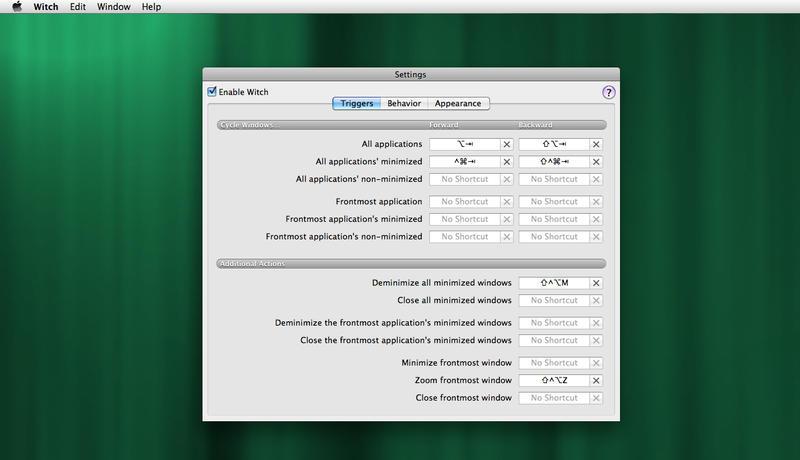 Witch Edit Window Help
Settings
Enable Witch
?
Triggers Behavior Appearance
Cycle Windows... Forward Backward
All applications ⌥⇥ ⇧⌥⇥
All applications' minimized ^⌘⇥ ⇧^⌘⇥
All applications' non-minimized No Shortcut No Shortcut
Frontmost application No Shortcut No Shortcut
Frontmost application's minimized No Shortcut No Shortcut
Frontmost application's non-minimized No Shortcut No Shortcut
Additional Actions
Deminimize all minimized windows ⇧^⌥M
Close all minimized windows No Shortcut
Deminimize the frontmost application's minimized windows No Shortcut
Close the frontmost application's minimized windows No Shortcut
Minimize frontmost window No Shortcut
Zoom frontmost window ⇧^⌥Z
Close frontmost window No Shortcut